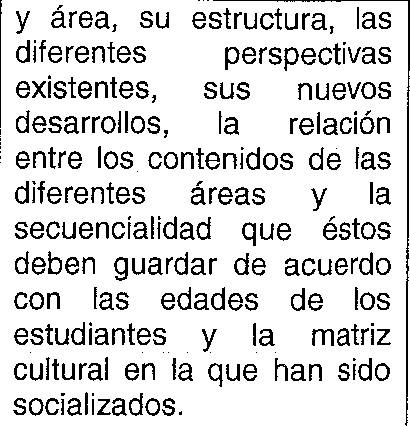 y área, su estructura, las
diferentes perspectivas
existentes, sus nuevos
desarrollos, la relación
entre los contenidos de las
diferentes áreas y la
secuencialidad que éstos
deben guardar de acuerdo
con las edades de los
estudiantes y la matriz
cultural en la que han sido
socializados.